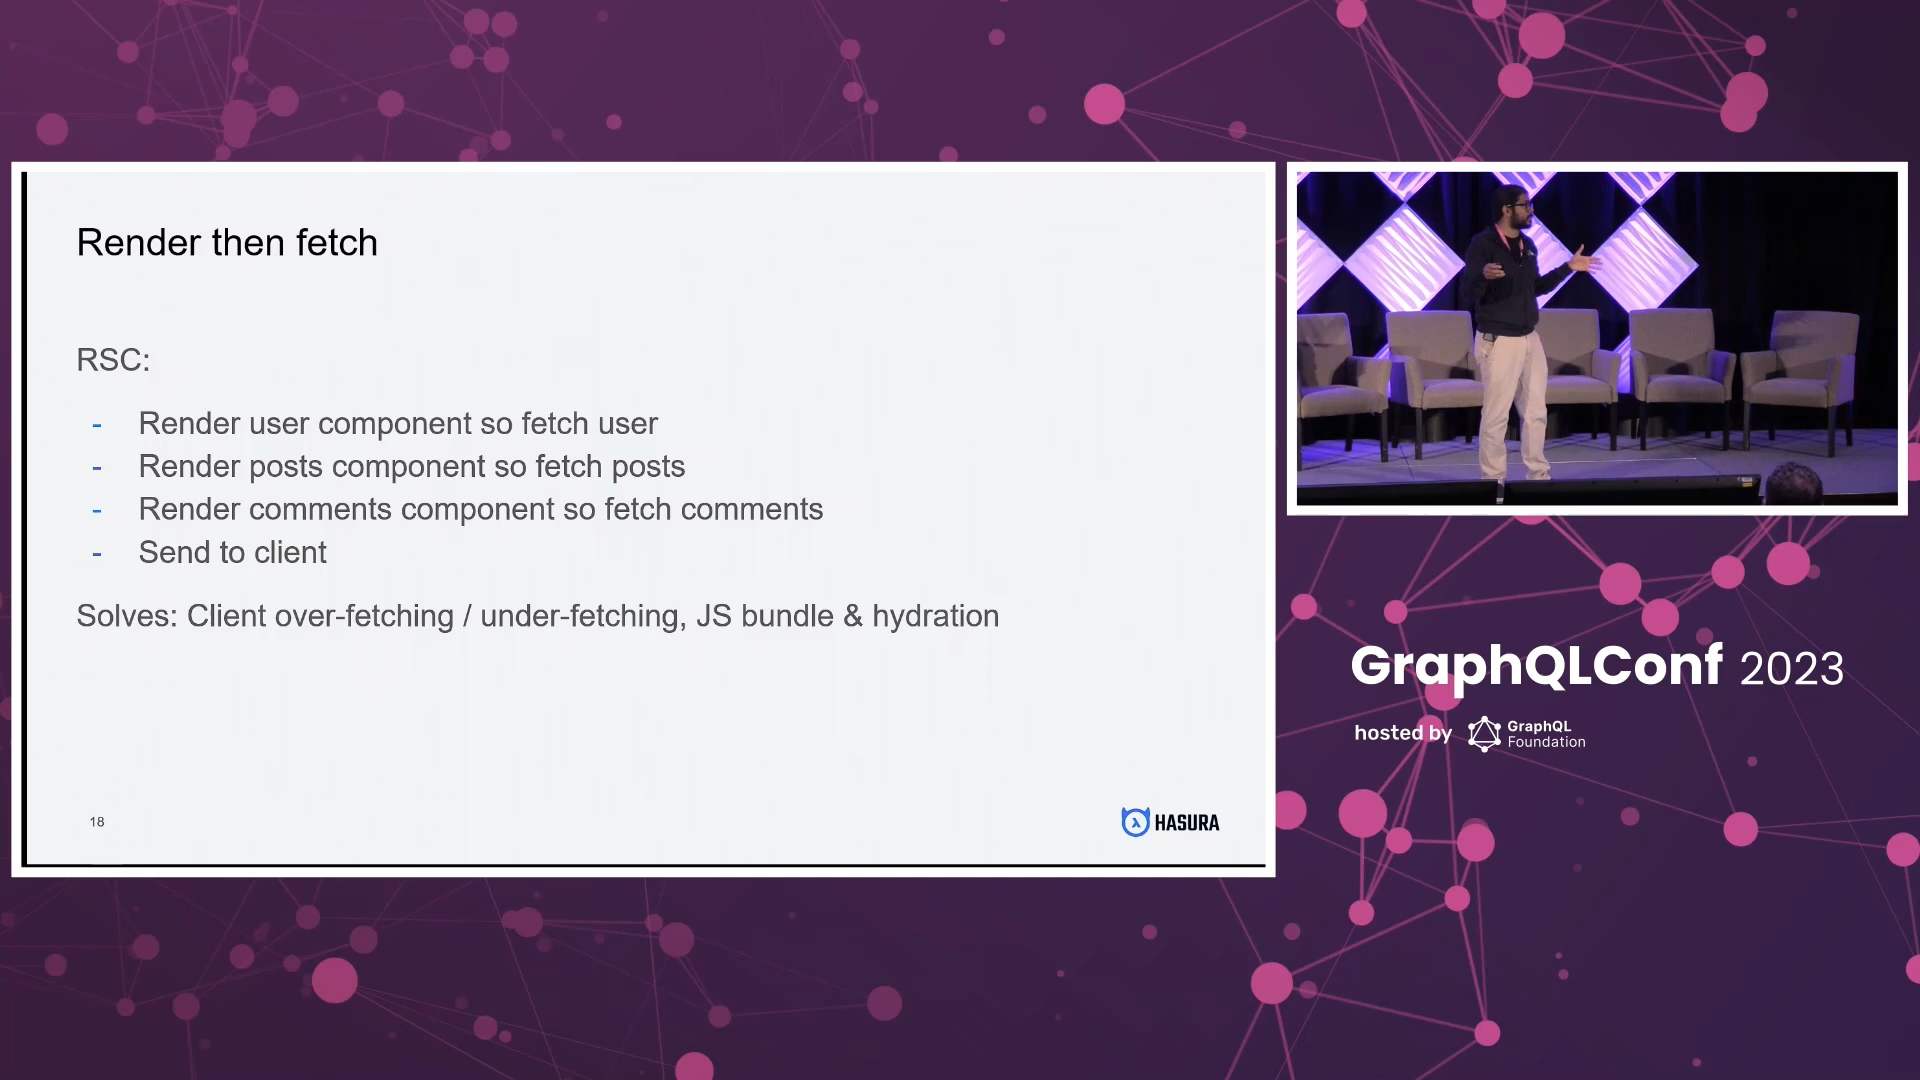 Render then fetch
RSC:
- Render user component so fetch user
- Render posts component so fetch posts
- Render comments component so fetch comments
- Send to client
Solves: Client over-fetching / under-fetching, JS bundle & hydration
18
HASURA
GraphQLConf 2023
hosted by
GraphQL
Foundation